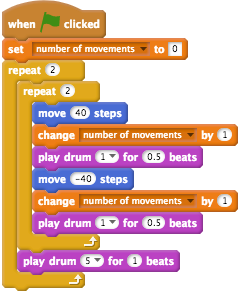 when clicked
set number of movements to 0
repeat 2
repeat 2
move 40 steps
change number of movements by 1
play drum 1 for 0.5 beats
move -40 steps
change number of movements by 1
play drum 1 for 0.5 beats
play drum 5 for 1 beats